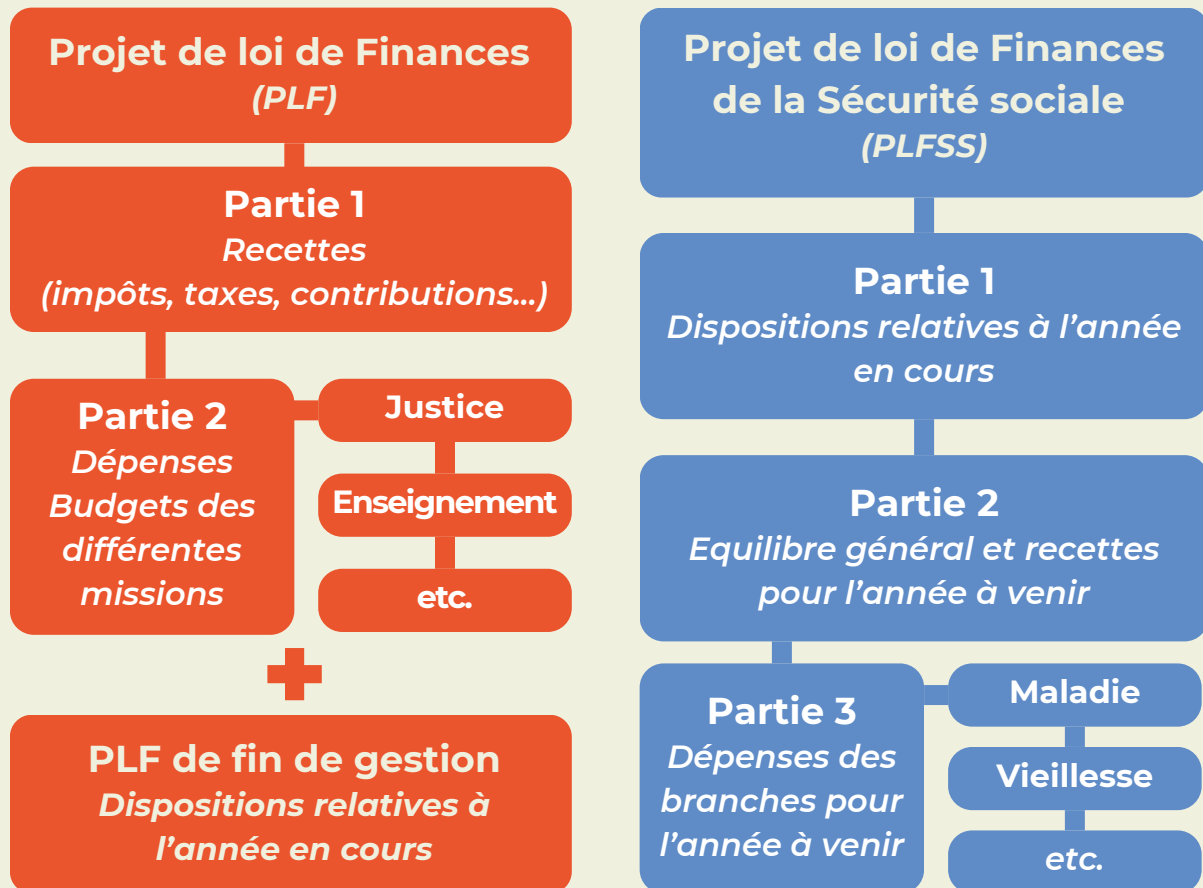 Projet de loi de Finances
(PLF)
Partie 1
Recettes
(impôts, taxes, contributions...)
Partie 2
Dépenses
Budgets des
différentes
missions
Justice
Enseignement
etc.
PLF de fin de gestion
Dispositions relatives à
l’année en cours
Projet de loi de Finances
de la Sécurité sociale
(PLFSS)
Partie 1
Dispositions relatives à l’année
en cours
Partie 2
Equilibre général et recettes
pour l’année à venir
Partie 3
Dépenses des
branches pour
l’année à venir
Maladie
Vieillesse
etc.